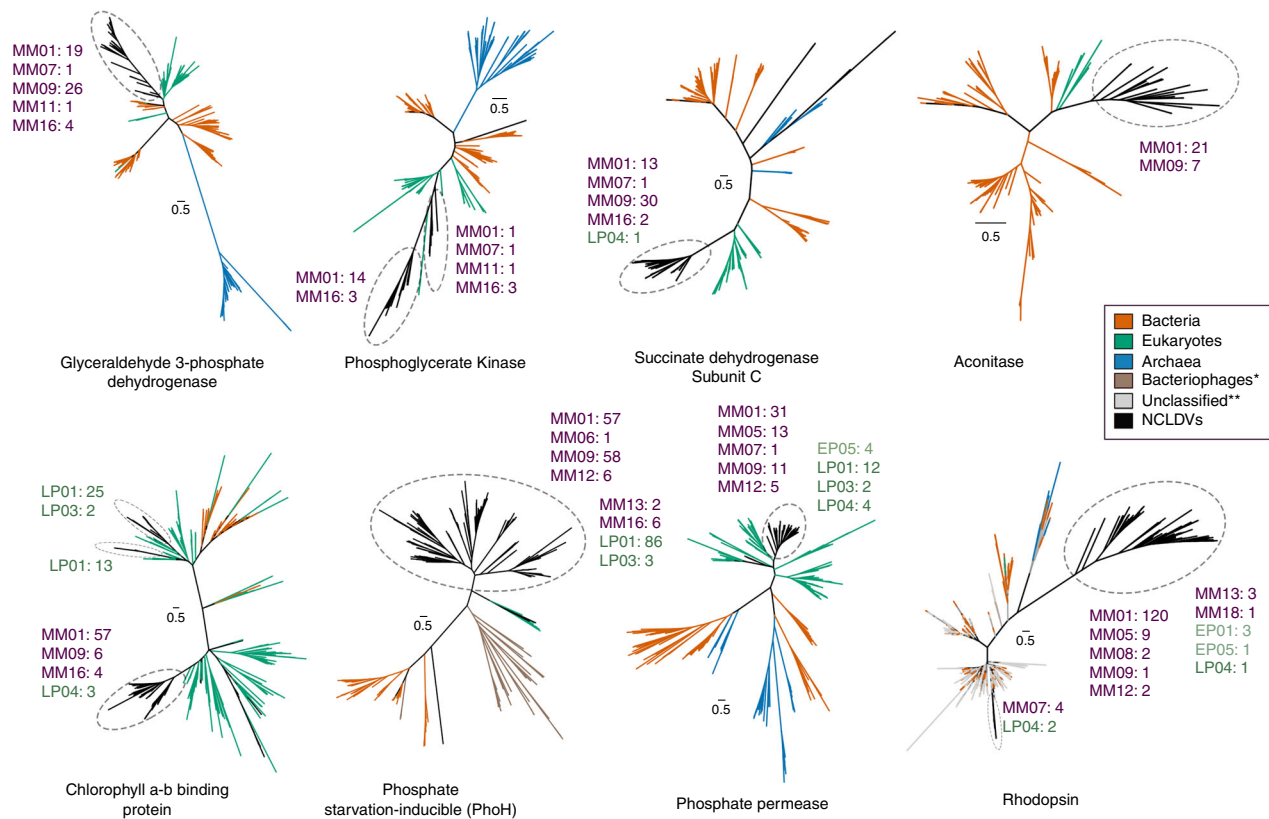 MM01: 19
MM07: 1
MM09: 26
MM11: 1
MM16: 4
0.5
Glyceraldehyde 3-phosphate
dehydrogenase
0.5
MM01: 14
MM16: 3
MM01: 1
MM07: 1
MM11: 1
MM16: 3
Phosphoglycerate Kinase
MM01: 13
MM07: 1
MM09: 30
MM16: 2
LP04: 1
0.5
Succinate dehydrogenase
Subunit C
MM01: 21
MM09: 7
0.5
Aconitase
Bacteria
Eukaryotes
Archaea
Bacteriophages*
Unclassified**
NCLDVs
LP01: 25
LP03: 2
LP01: 13
0.5
MM01: 57
MM09: 6
MM16: 4
LP04: 3
Chlorophyll a-b binding
protein
MM01: 57
MM06: 1
MM09: 58
MM12: 6
MM13: 2
MM16: 6
LP01: 86
LP03: 3
0.5
Phosphate
starvation-inducible (PhoH)
MM01: 31
MM05: 13
MM07: 1
MM09: 11
MM12: 5
EP05: 4
LP01: 12
LP03: 2
LP04: 4
0.5
Phosphate permease
0.5
MM01: 120
MM05: 9
MM08: 2
MM09: 1
MM12: 2
MM13: 3
MM18: 1
EP01: 3
EP05: 1
LP04: 1
MM07: 4
LP04: 2
Rhodopsin